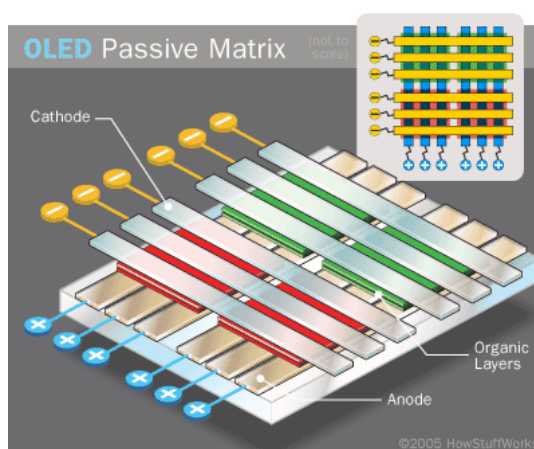 OLED Passive Matrix
(not to
scale)
Cathode
Organic
Layers
Anode
©2005 HowStuffWorks